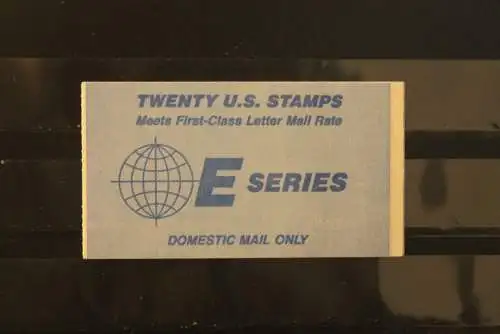 TWENTY U.S. STAMPS
Meets First-Class Letter Mail Rate
E SERIES
DOMESTIC MAIL ONLY